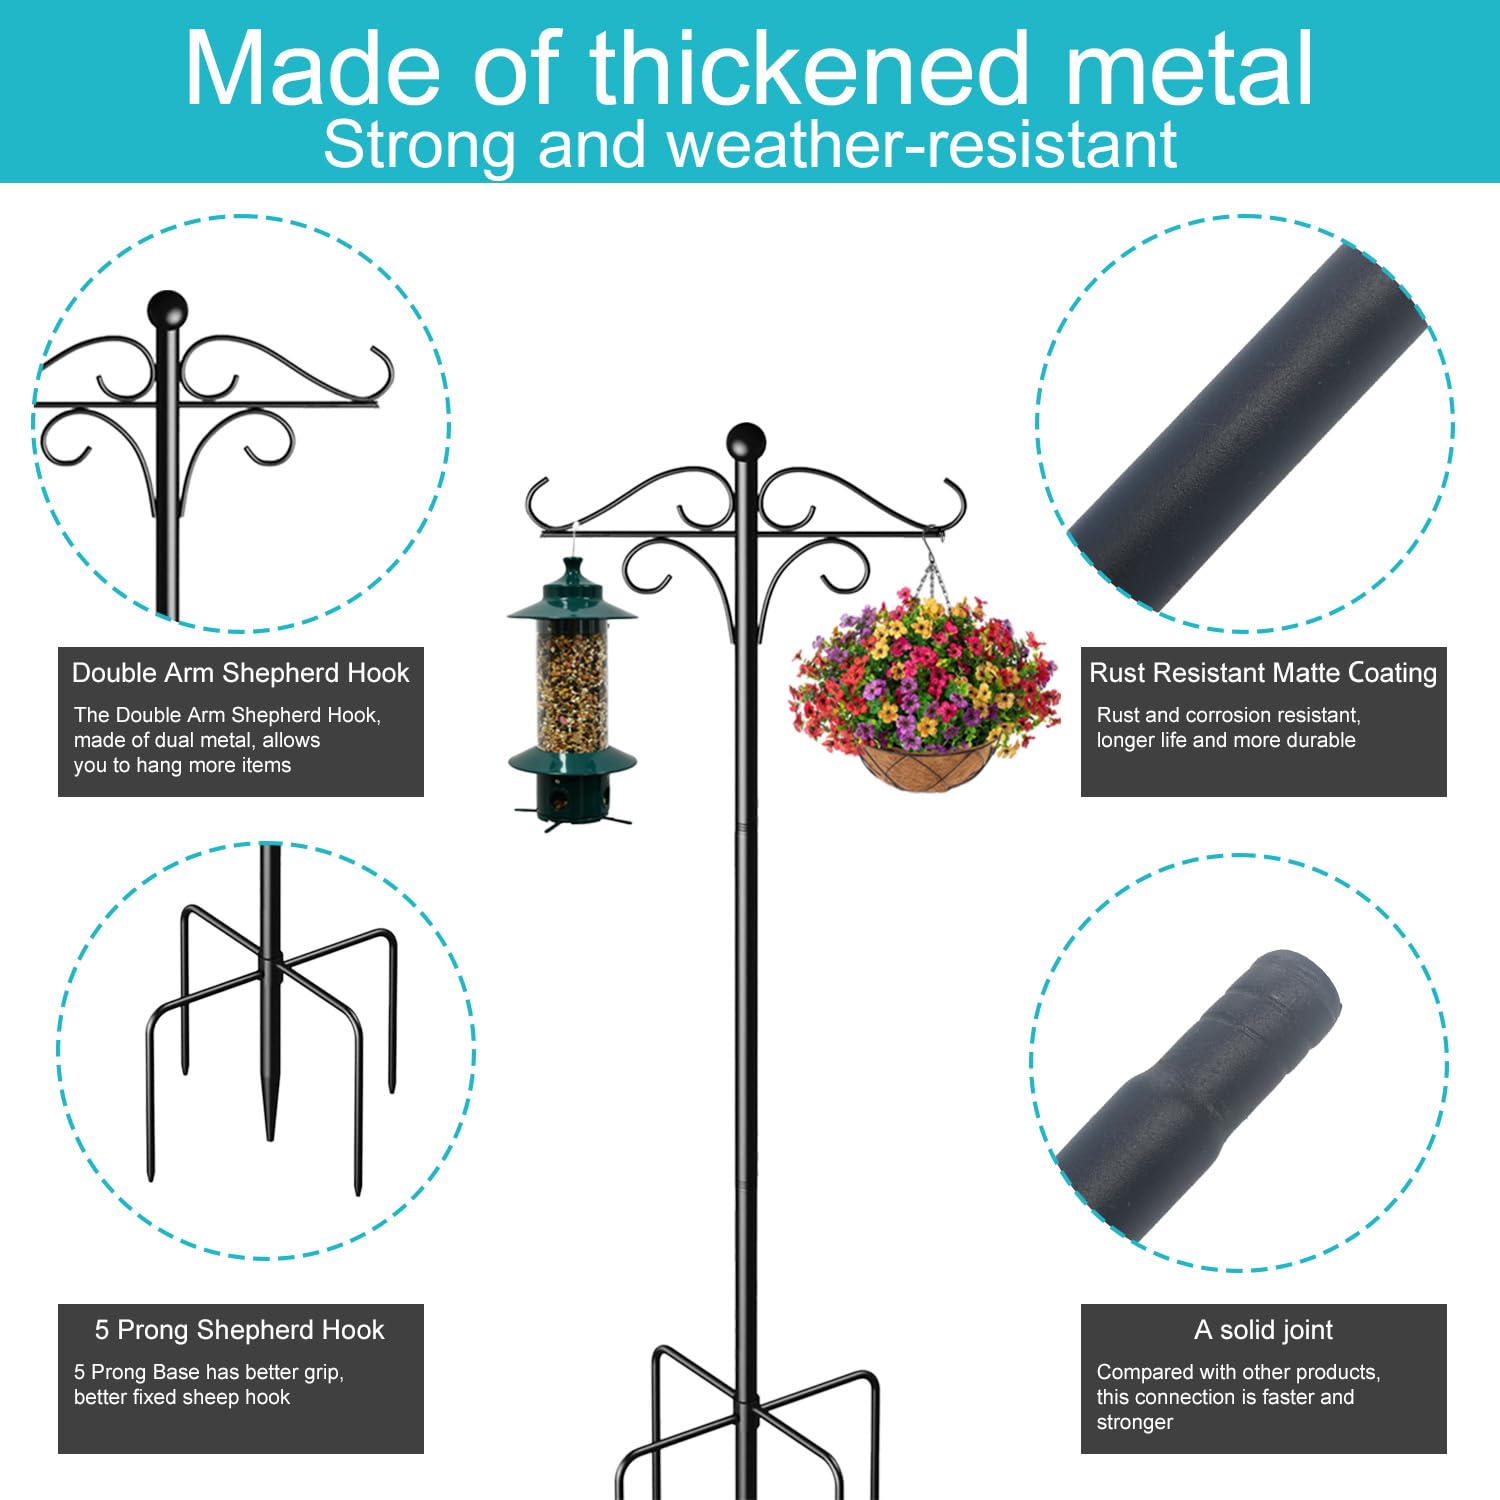 Made of thickened metal
Strong and weather-resistant
Double Arm Shepherd Hook
The Double Arm Shepherd Hook,
made of dual metal, allows
you to hang more items
Rust Resistant Matte Coating
Rust and corrosion resistant,
longer life and more durable
5 Prong Shepherd Hook
5 Prong Base has better grip,
better fixed sheep hook
A solid joint
Compared with other products,
this connection is faster and
stronger